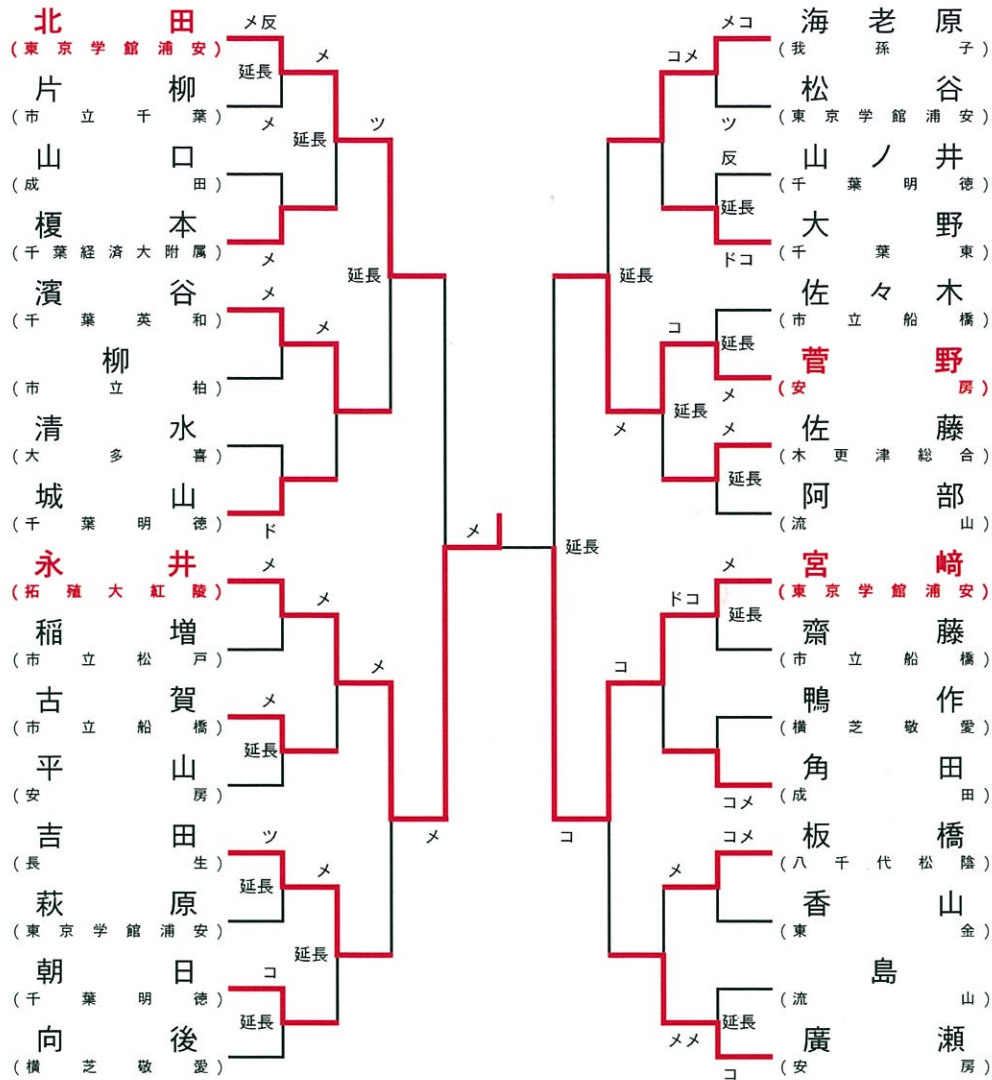 北田
メ反
(東京学館浦安)
延長
メ
片柳
(市立千葉)
メ
延長
ツ
山口
(成田)
榎本
(千葉経済大附属)
メ
延長
濱谷
メ
(千葉英和)
メ
柳
(市立柏)
清水
(大多喜)
城山
(千葉明徳)
ド
メ
永井
メ
(拓殖大紅陵)
メ
稲増
(市立松戸)
メ
古賀
メ
(市立船橋)
延長
平山
(安房)
メ
吉田
ツ
(長生)
延長
メ
萩原
(東京学館浦安)
延長
朝日
コ
(千葉明徳)
延長
向後
(横芝敬愛)
メコ
海老原
(我孫子)
コメ
松谷
(東京学館浦安)
ツ
反
山ノ井
(千葉明徳)
延長
大野
(千葉東)
ドコ
延長
佐々木
(市立船橋)
コ
延長
菅野
(安房)
メ
延長
メ
メ
佐藤
(木更津総合)
延長
阿部
(流山)
延長
メ
宮﨑
(東京学館浦安)
ドコ
延長
齋藤
(市立船橋)
コ
鴨作
(横芝敬愛)
角田
(成田)
コメ
コ
コメ
板橋
(八千代松陰)
メ
香山
(東金)
島
(流山)
延長
メメ
廣瀬
(安房)
コ